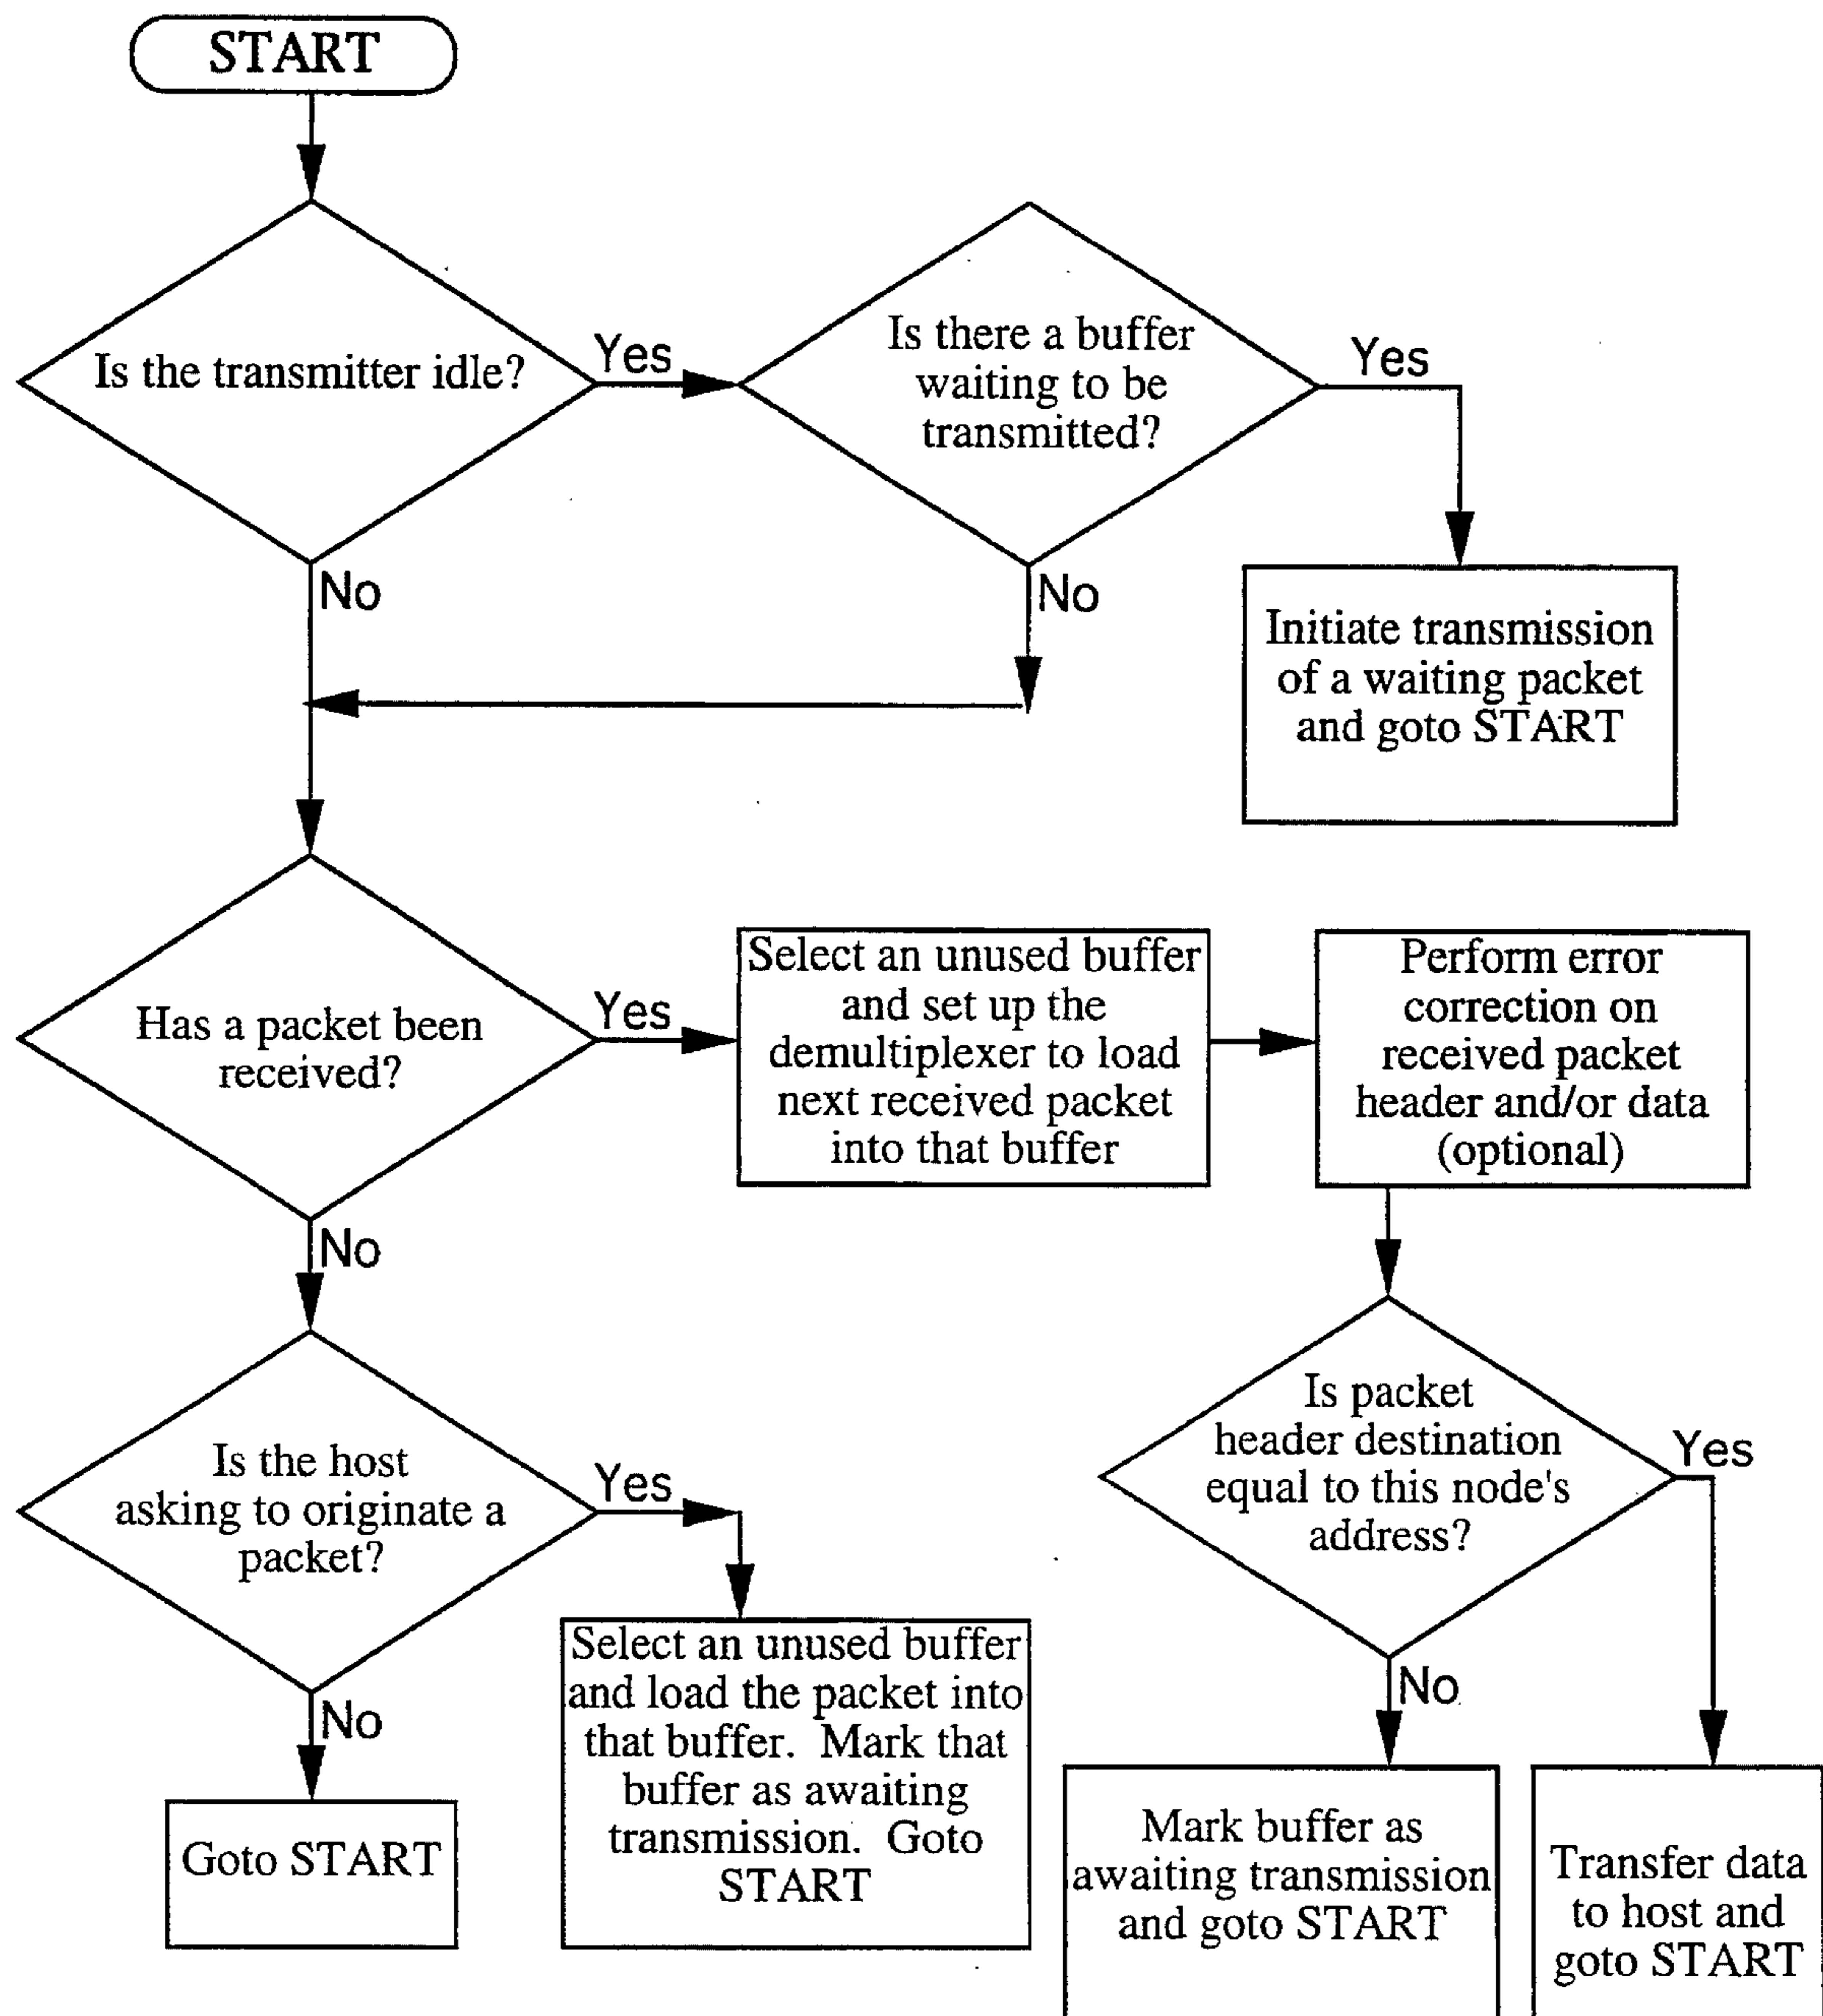 START
Is the transmitter idle?
Yes
Is there a buffer
waiting to be
transmitted?
Yes
No
No
Initiate transmission
of a waiting packet
and goto START
Has a packet been
received?
Yes
Select an unused buffer
and set up the
demultiplexer to load
next received packet
into that buffer
Perform error
correction on
received packet
header and/or data
(optional)
No
Is the host
asking to originate a
packet?
Yes
Is packet
header destination
equal to this node's
address?
Yes
No
Select an unused buffer
and load the packet into
that buffer.  Mark that
buffer as awaiting
transmission.  Goto
START
No
Goto START
Mark buffer as
awaiting transmission
and goto START
Transfer data
to host and
goto START